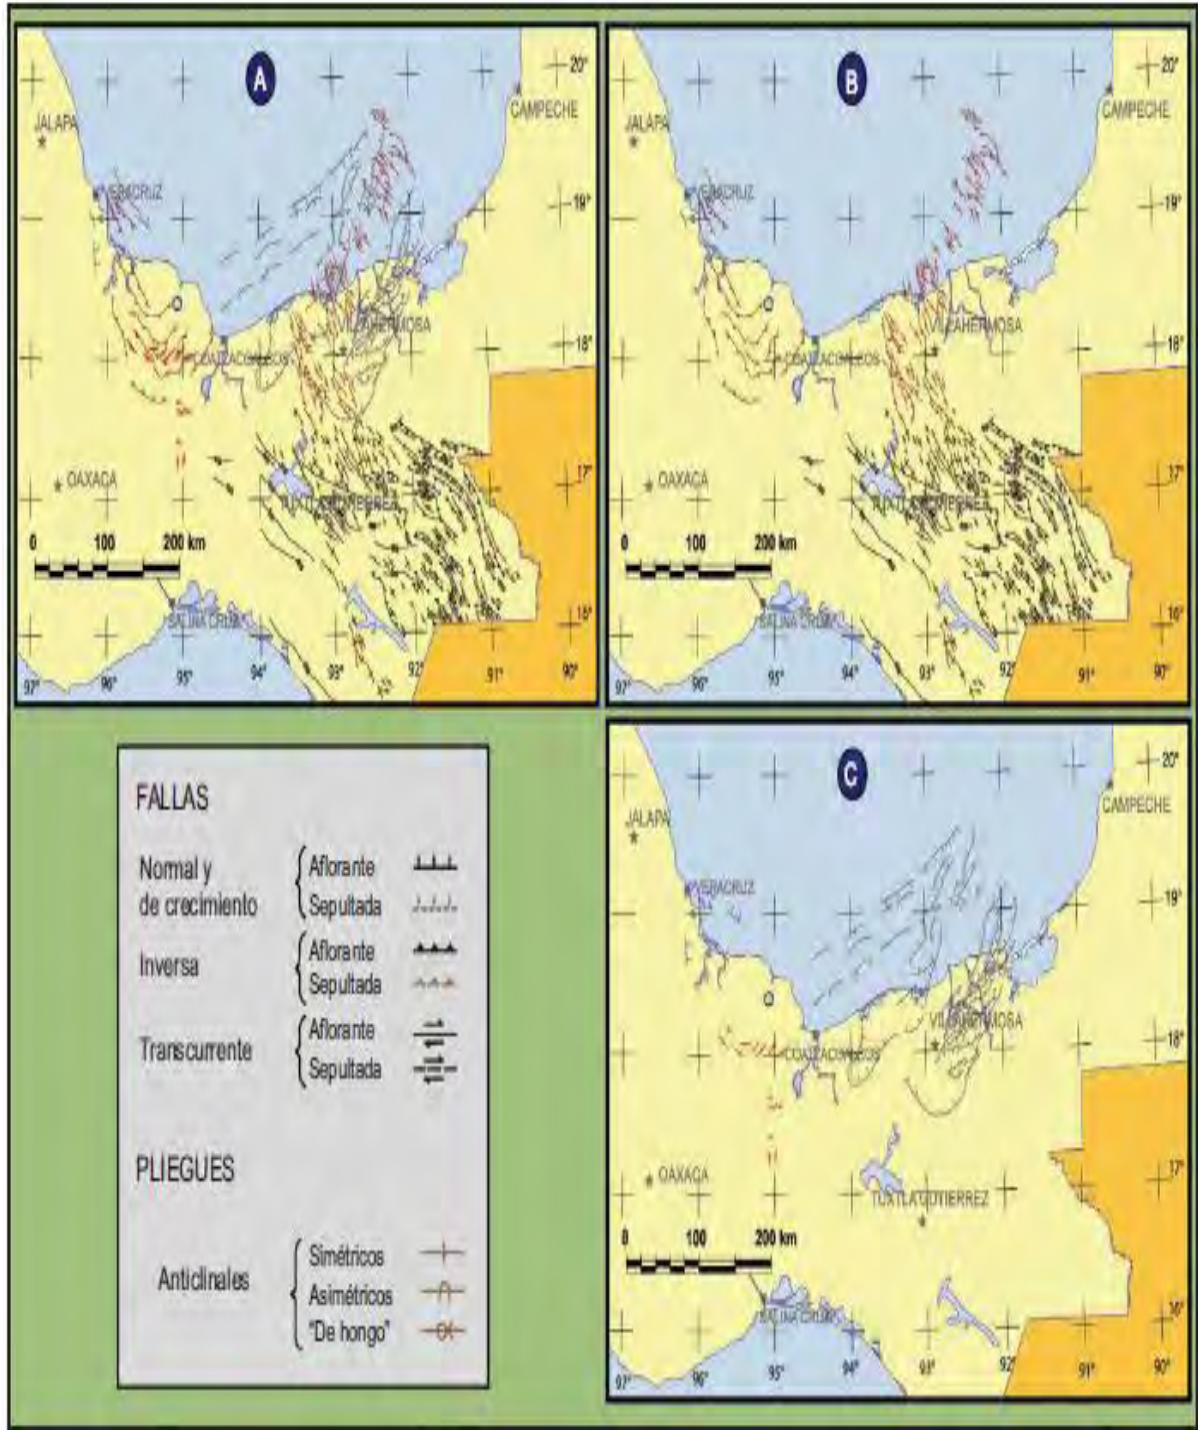 A
20°
CAMPECHE
JALAPA
VERACRUZ
19°
VILLAHERMOSA
18°
COATZACOALCOS
OAXACA
17°
TUXTLA GUTIERREZ
0 100 200 km
SALINA CRUZ
16°
97° 96° 95° 94° 93° 92° 91° 90°
B
20°
CAMPECHE
JALAPA
VERACRUZ
19°
VILLAHERMOSA
18°
COATZACOALCOS
OAXACA
17°
TUXTLA GUTIERREZ
0 100 200 km
SALINA CRUZ
16°
97° 96° 95° 94° 93° 92° 91° 90°
FALLAS
Normal y
de crecimiento
Aflorante
Sepultada
Inversa
Aflorante
Sepultada
Transcurrente
Aflorante
Sepultada
PLIEGUES
Anticlinales
Simétricos
Asimétricos
"De hongo"
C
20°
CAMPECHE
JALAPA
VERACRUZ
19°
VILLAHERMOSA
18°
COATZACOALCOS
OAXACA
17°
TUXTLA GUTIERREZ
0 100 200 km
SALINA CRUZ
16°
97° 96° 95° 94° 93° 92° 91° 90°